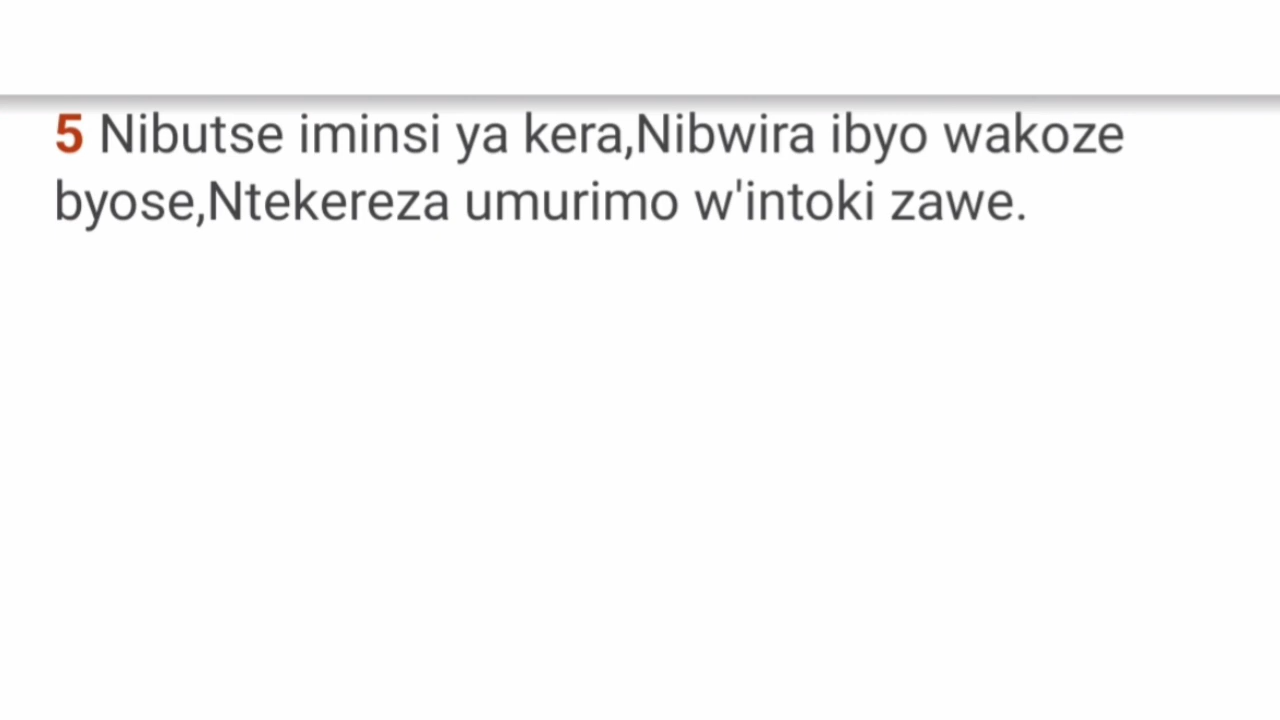 5 Nibutse iminsi ya kera,Nibwira ibyo wakoze
byose,Ntekereza umurimo w'intoki zawe.